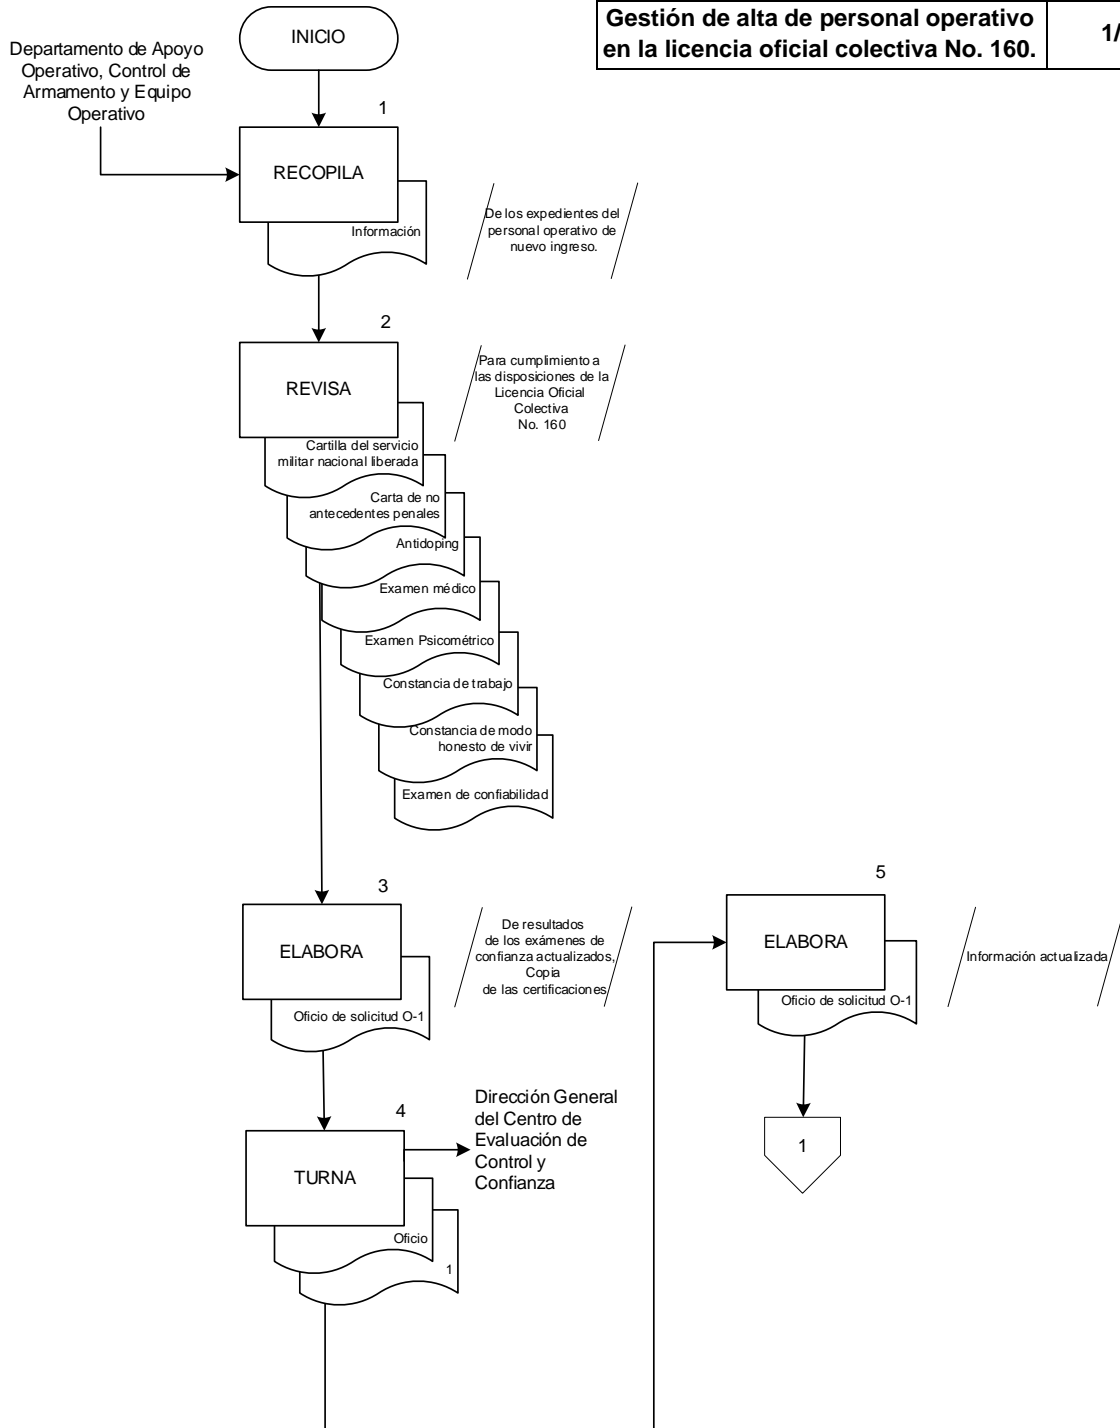 Gestión de alta de personal operativo
en la licencia oficial colectiva No. 160.
1/
INICIO
Departamento de Apoyo
Operativo, Control de
Armamento y Equipo
Operativo
1
RECOPILA
Información
De los expedientes del
personal operativo de
nuevo ingreso.
2
REVISA
Para cumplimiento a
las disposiciones de la
Licencia Oficial
Colectiva
No. 160
Cartilla del servicio
militar nacional liberada
Carta de no
antecedentes penales
Antidoping
Examen médico
Examen Psicométrico
Constancia de trabajo
Constancia de modo
honesto de vivir
Examen de confiabilidad
3
ELABORA
Oficio de solicitud O-1
De resultados
de los exámenes de
confianza actualizados,
Copia
de las certificaciones
4
TURNA
Oficio
1
Dirección General
del Centro de
Evaluación de
Control y
Confianza
5
ELABORA
Oficio de solicitud O-1
Información actualizada
1